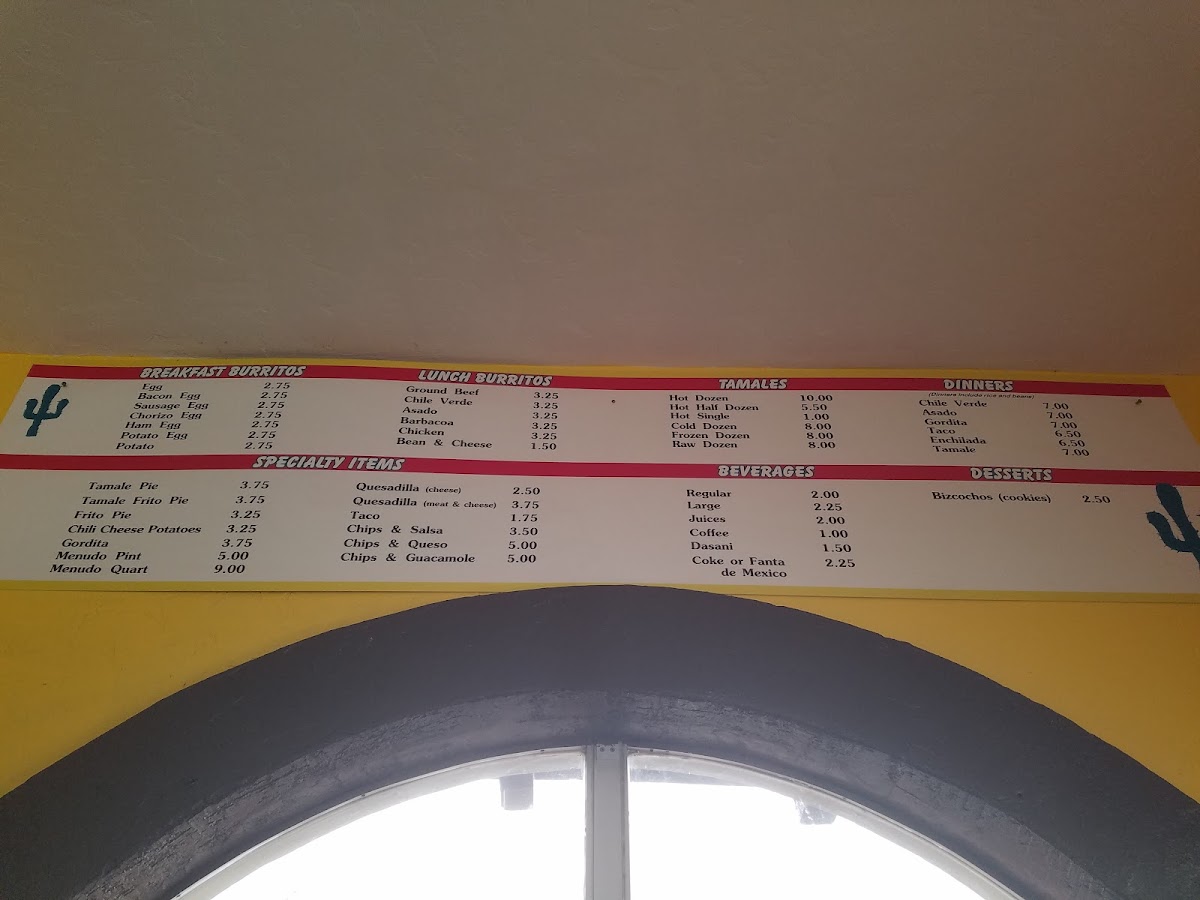 BREAKFAST BURRITOS
Egg 2.75
Bacon Egg 2.75
Sausage Egg 2.75
Chorizo Egg 2.75
Ham Egg 2.75
Potato Egg 2.75
Potato 2.75
LUNCH BURRITOS
Ground Beef 3.25
Chile Verde 3.25
Asado 3.25
Barbacoa 3.25
Chicken 3.25
Bean & Cheese 1.50
TAMALES
Hot Dozen 10.00
Hot Half Dozen 5.50
Hot Single 1.00
Cold Dozen 8.00
Frozen Dozen 8.00
Raw Dozen 8.00
DINNERS
(Dinners include rice and beans)
Chile Verde 7.00
Asado 7.00
Gordita 7.00
Taco 6.50
Enchilada 6.50
Tamale 7.00
SPECIALTY ITEMS
Tamale Pie 3.75
Tamale Frito Pie 3.75
Frito Pie 3.25
Chili Cheese Potatoes 3.25
Gordita 3.75
Menudo Pint 5.00
Menudo Quart 9.00
Quesadilla (cheese) 2.50
Quesadilla (meat & cheese) 3.75
Taco 1.75
Chips & Salsa 3.50
Chips & Queso 5.00
Chips & Guacamole 5.00
BEVERAGES
Regular 2.00
Large 2.25
Juices 2.00
Coffee 1.00
Dasani 1.50
Coke or Fanta 2.25
de Mexico
DESSERTS
Bizcochos (cookies) 2.50